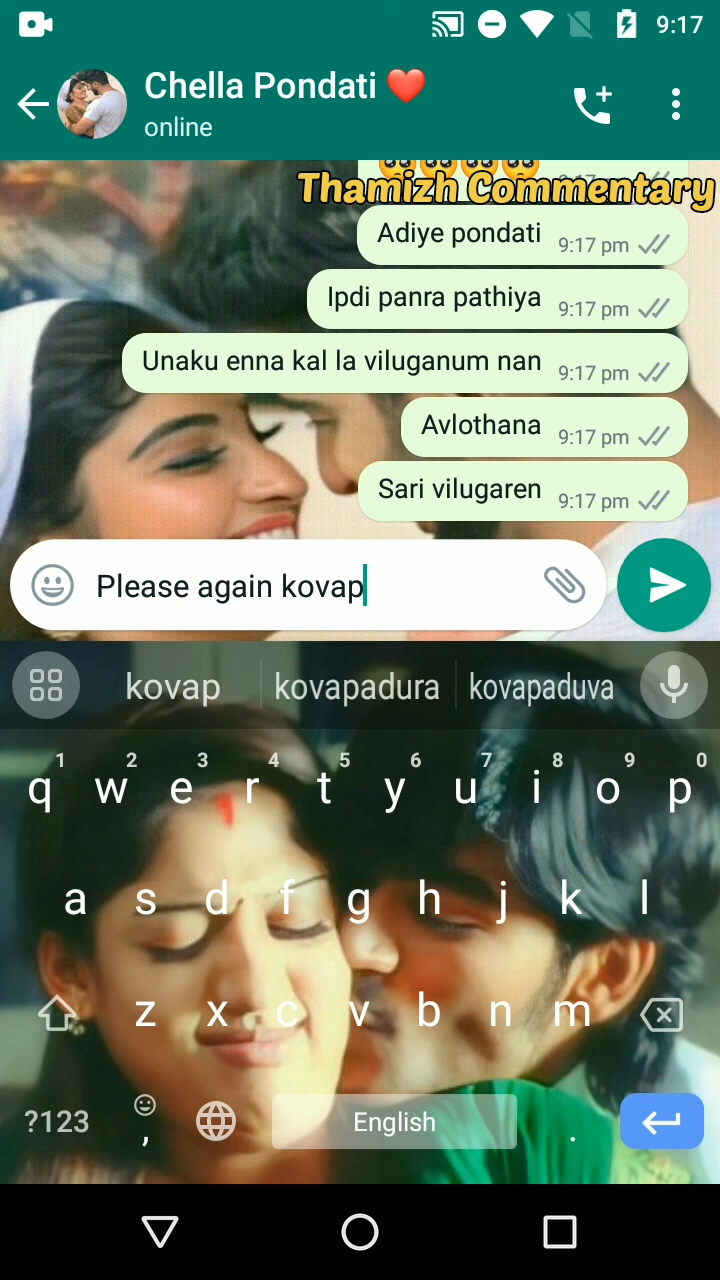 9:17
Chella Pondati ❤️
online
Thamizh Commentary
Adiye pondati 9:17 pm
Ipdi panra pathiya 9:17 pm
Unaku enna kal la viluganum nan 9:17 pm
Avlothana 9:17 pm
Sari vilugaren 9:17 pm
Please again kovap
kovap kovapadura kovapaduva
1 2 3 4 5 6 7 8 9 0
q w e r t y u i o p
a s d f g h j k l
z x c v b n m
?123 , English .